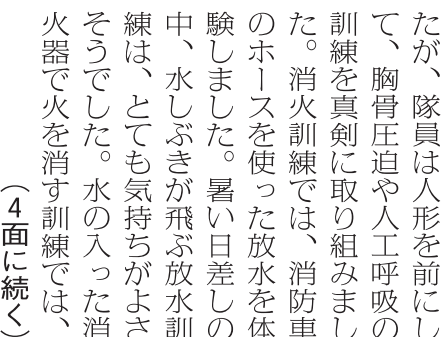 たが、隊員は人形を前にし
て、胸骨圧迫や人工呼吸の
訓練を真剣に取り組みまし
た。消火訓練では、消防車
のホースを使った放水を体
験しました。暑い日差しの
中、水しぶきが飛ぶ放水訓
練は、とても気持ちがよさ
そうでした。水の入った消
火器で火を消す訓練では、
（4面に続く）